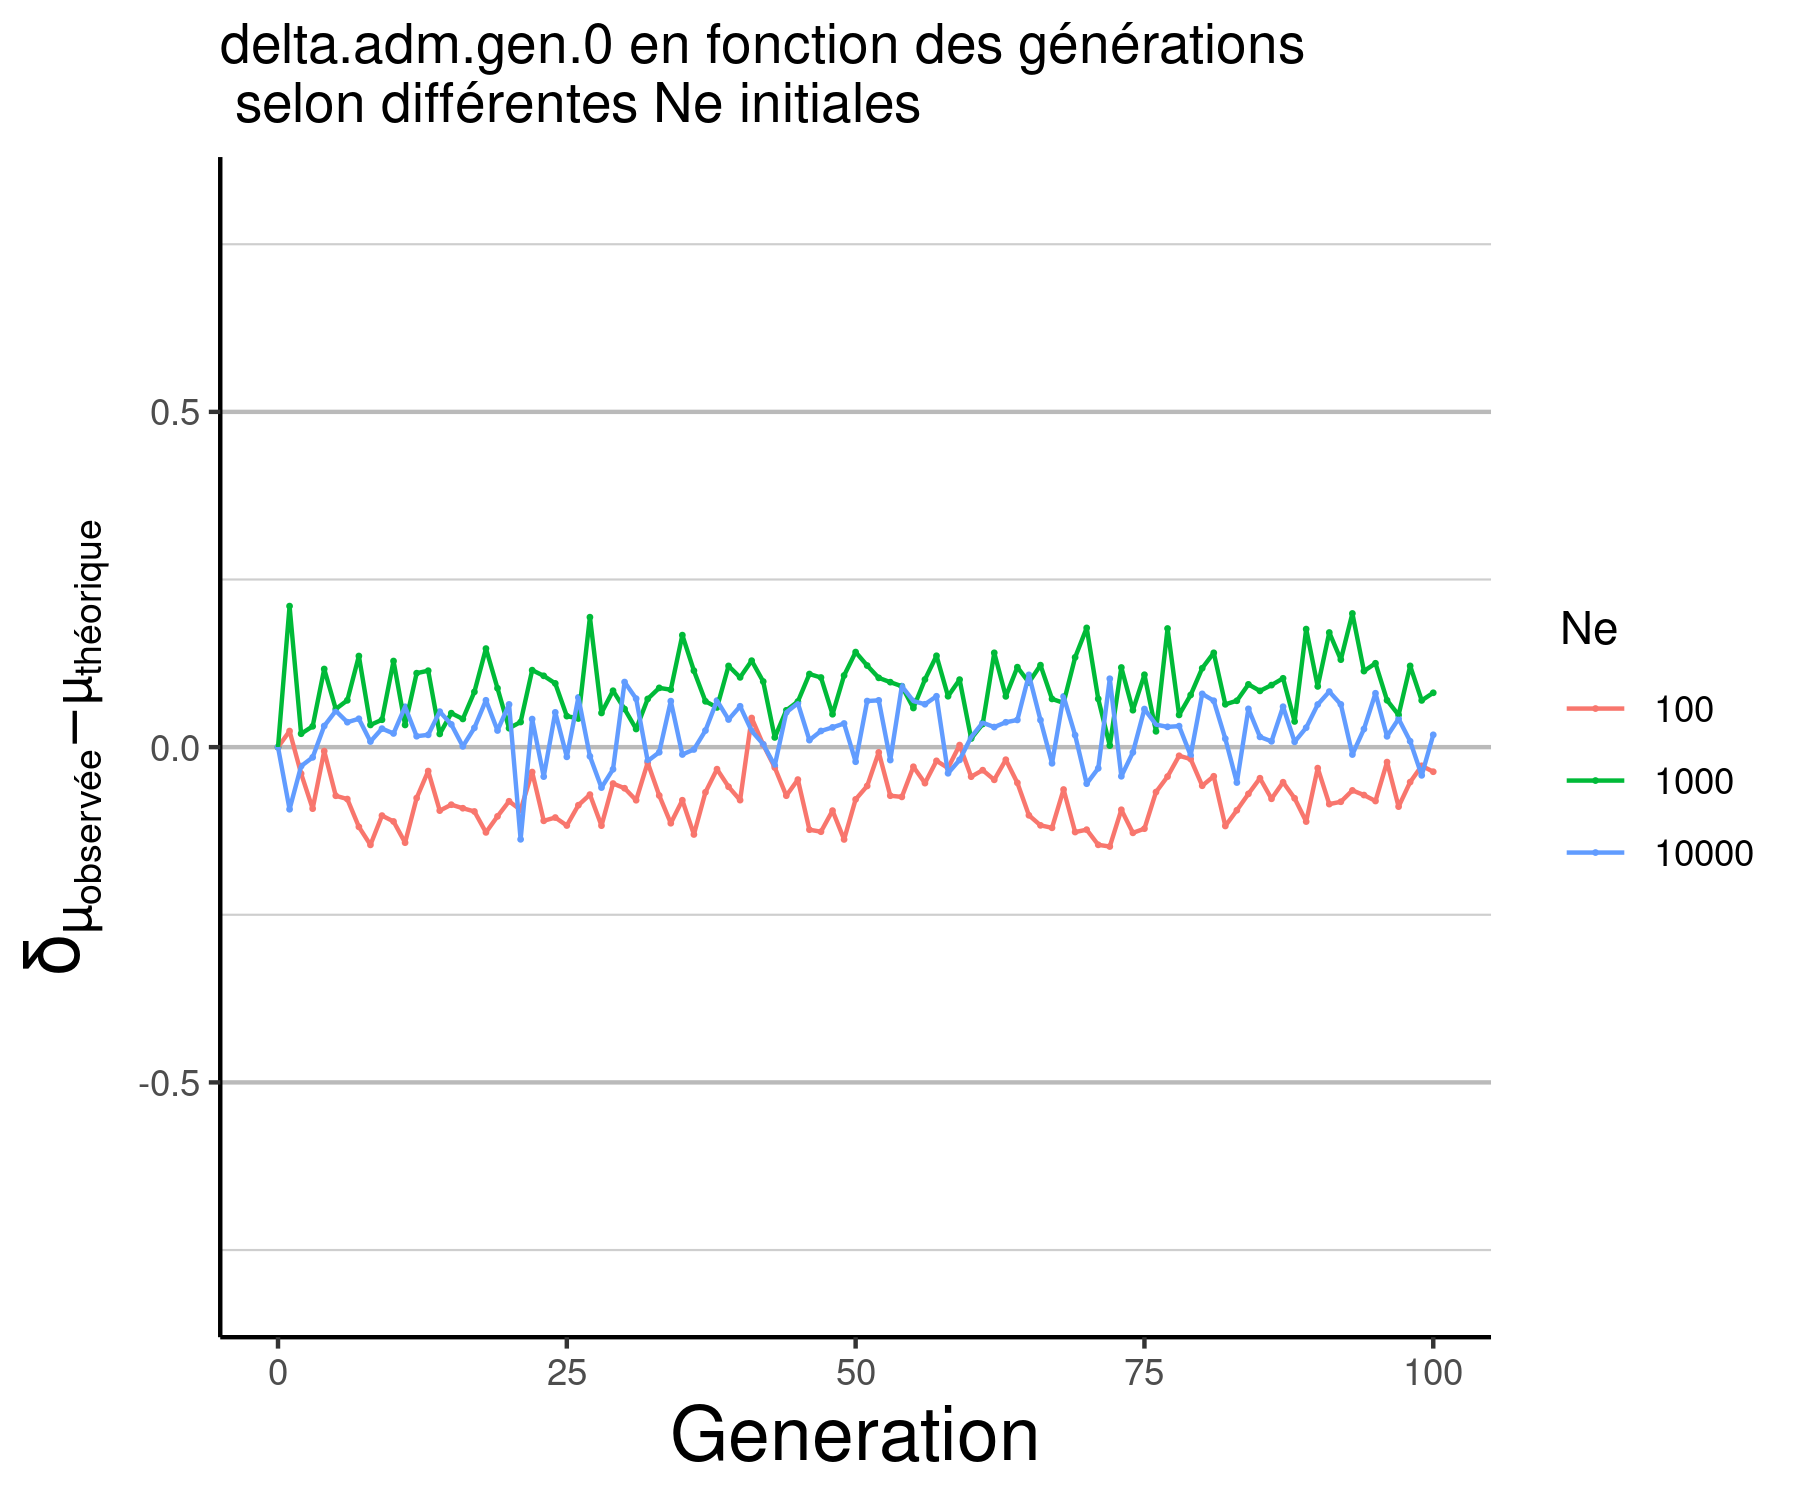 delta.adm.gen.0 en fonction des générations
selon différentes Ne initiales
δμobservée−μthéorique
0.5
0.0
-0.5
0 25 50 75 100
Generation
Ne
100
1000
10000